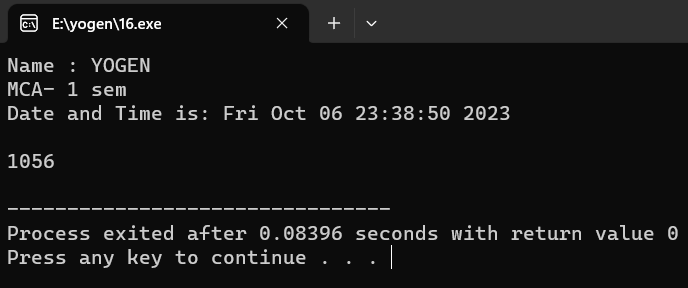 E:\yogen\16.exe
Name : YOGEN
MCA- 1 sem
Date and Time is: Fri Oct 06 23:38:50 2023
1056
--------------------------------
Process exited after 0.08396 seconds with return value 0
Press any key to continue . . .